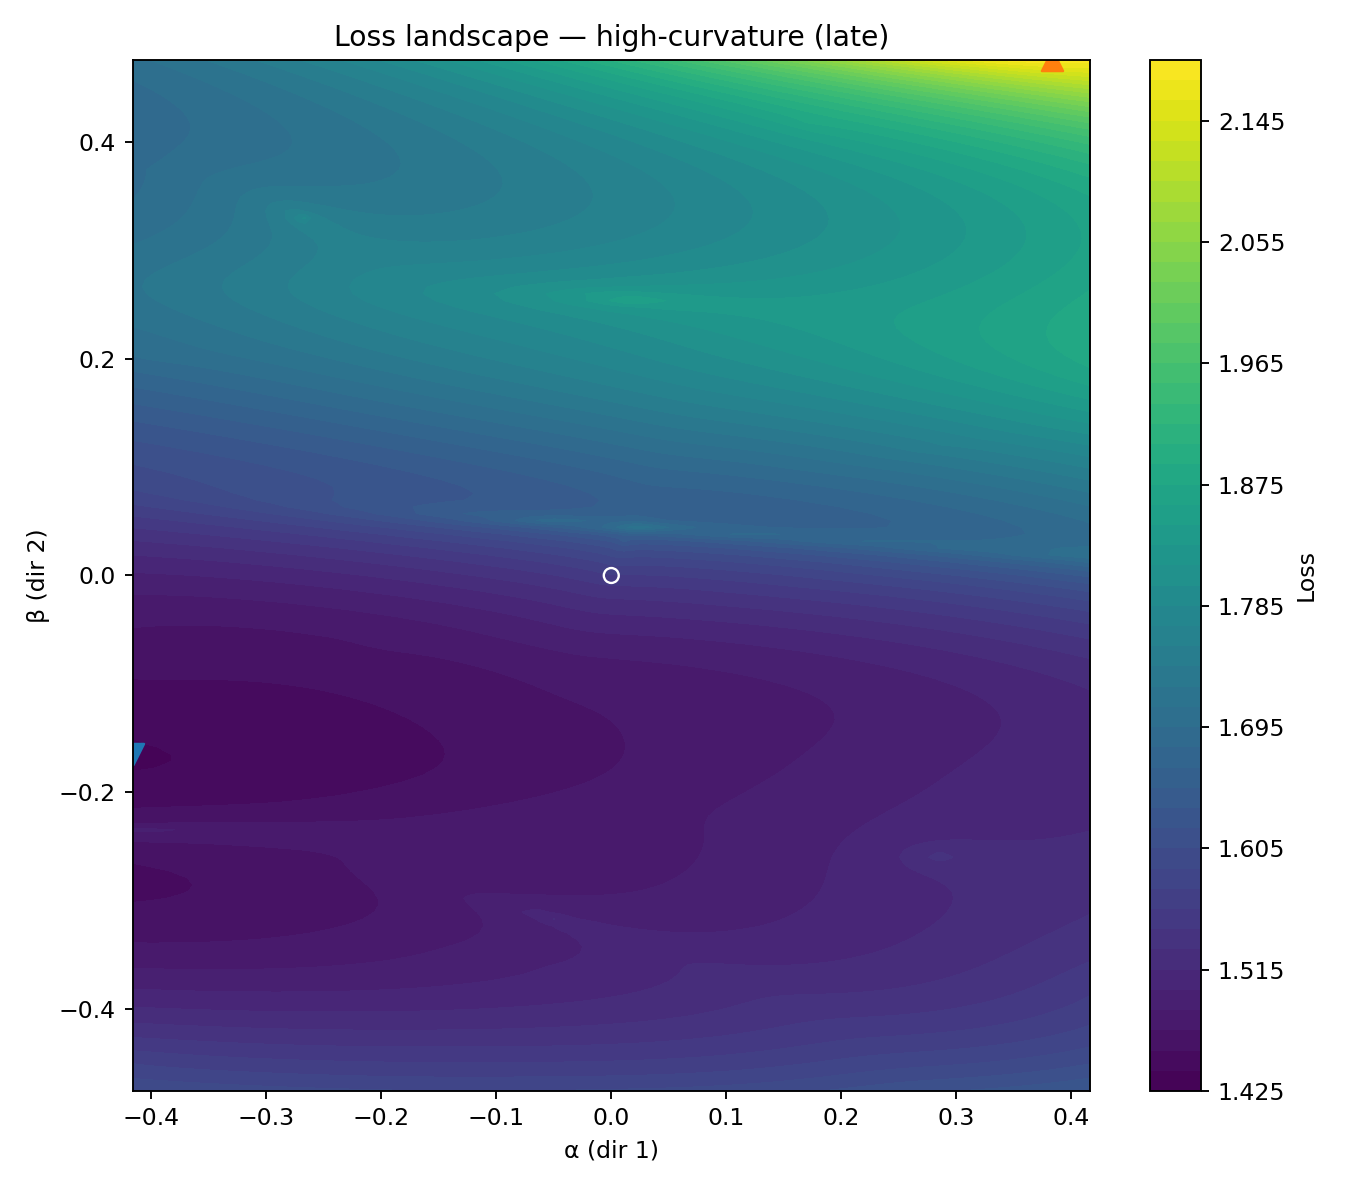 Loss landscape — high-curvature (late)
0.4
0.2
0.0
−0.2
−0.4
β (dir 2)
−0.4 −0.3 −0.2 −0.1 0.0 0.1 0.2 0.3 0.4
α (dir 1)
2.145
2.055
1.965
1.875
1.785
1.695
1.605
1.515
1.425
Loss